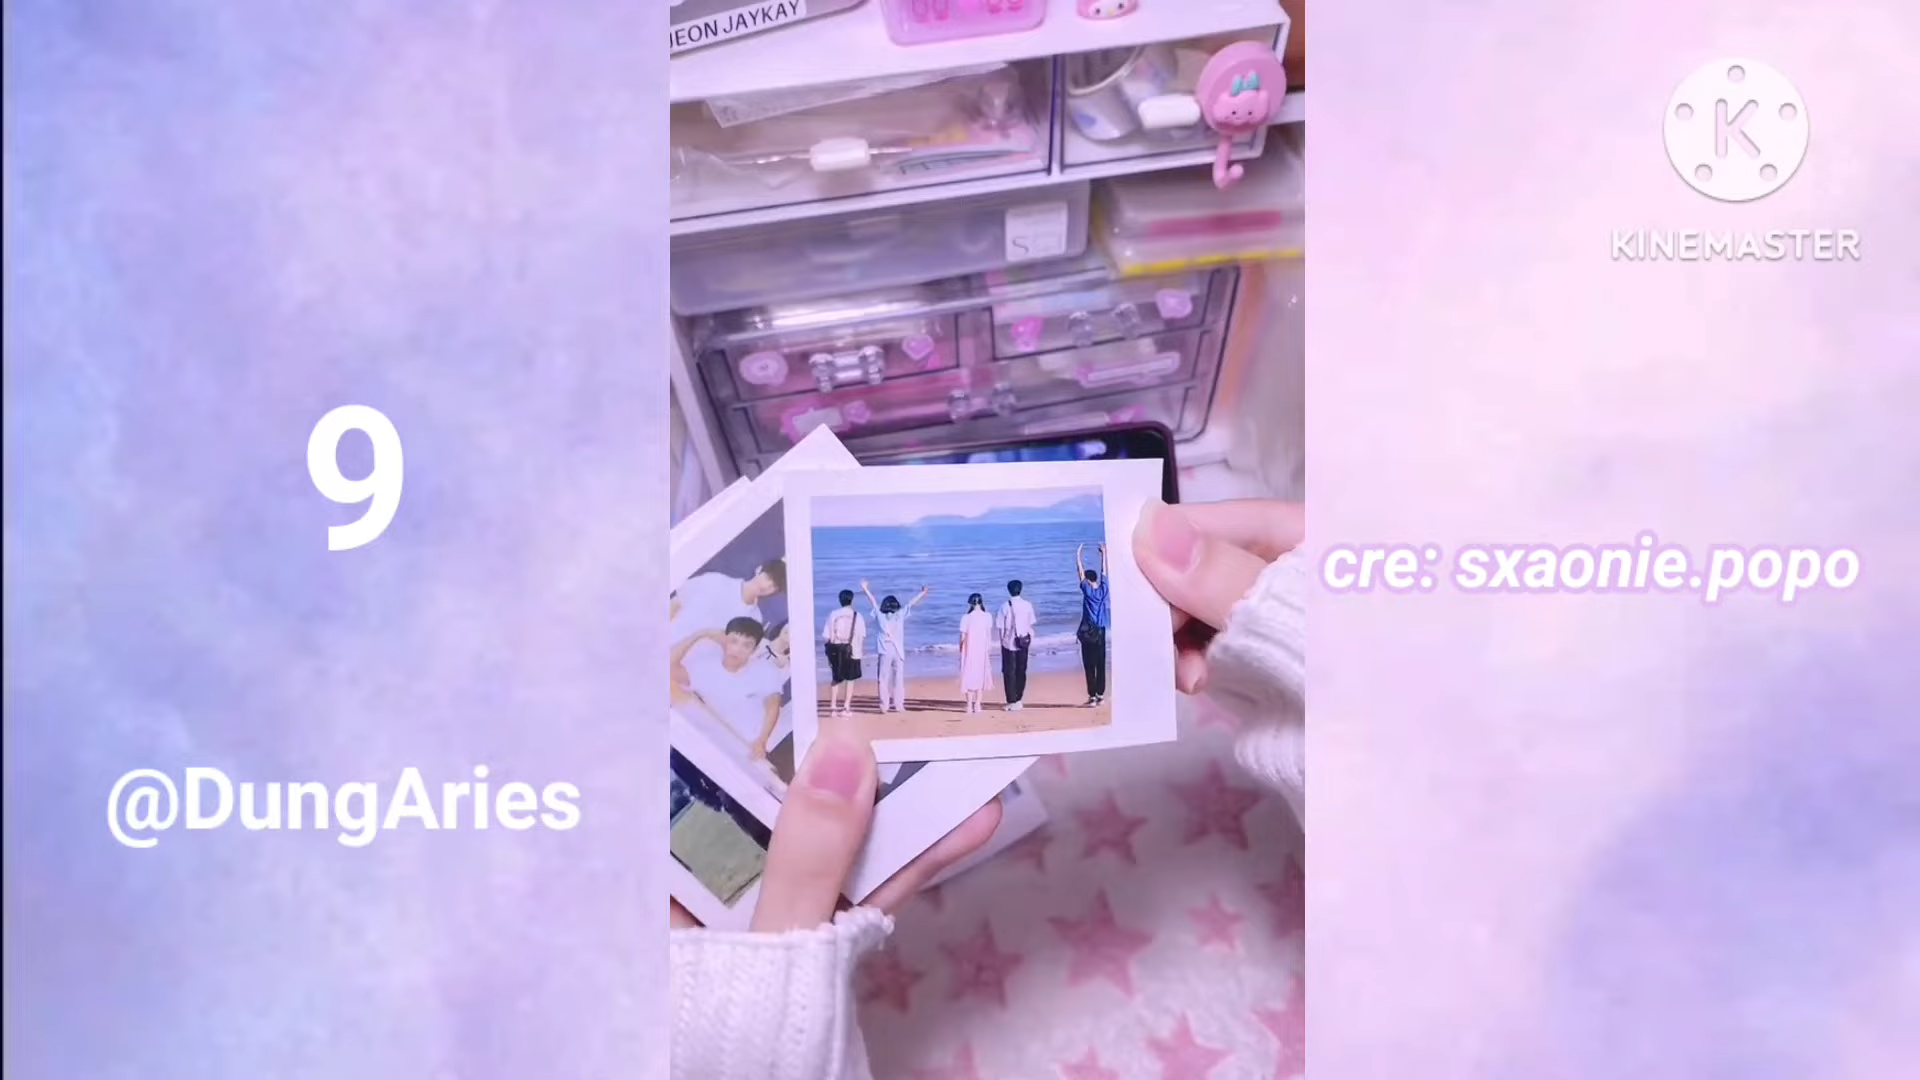 JEON JAYKAY
K
KINEMASTER
9
cre: sxaonie.popo
@DungAries